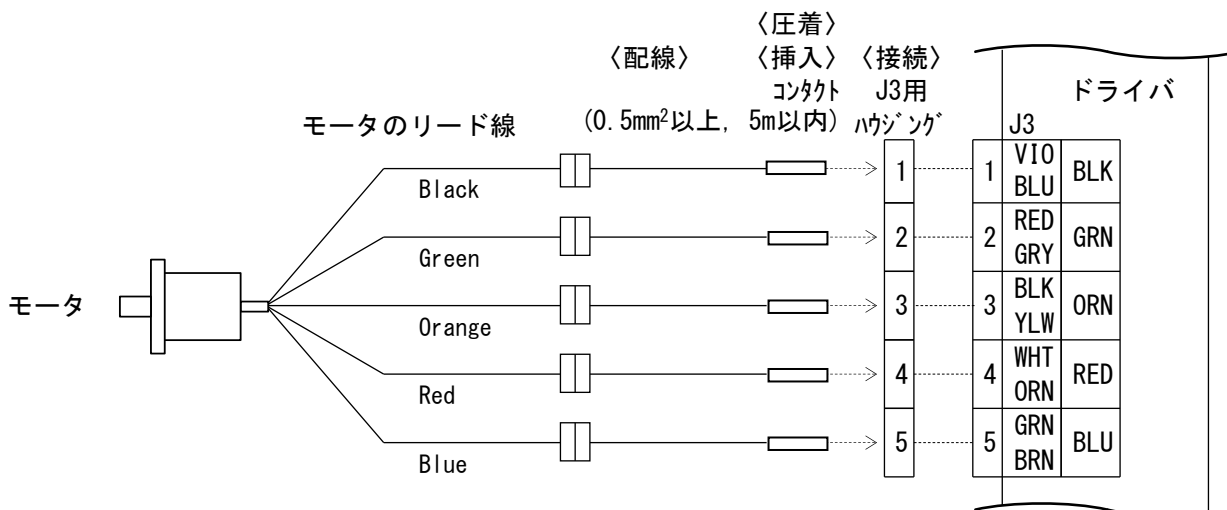 〈圧着〉
〈配線〉 〈挿入〉 〈接続〉
ｺﾝﾀｸﾄ J3用 ドライバ
モータのリード線 (0.5mm²以上, 5m以内) ﾊｳｼﾞﾝｸﾞ J3
Black 1 1 VIO BLU BLK
Green 2 2 RED GRY GRN
モータ Orange 3 3 BLK YLW ORN
Red 4 4 WHT ORN RED
Blue 5 5 GRN BRN BLU